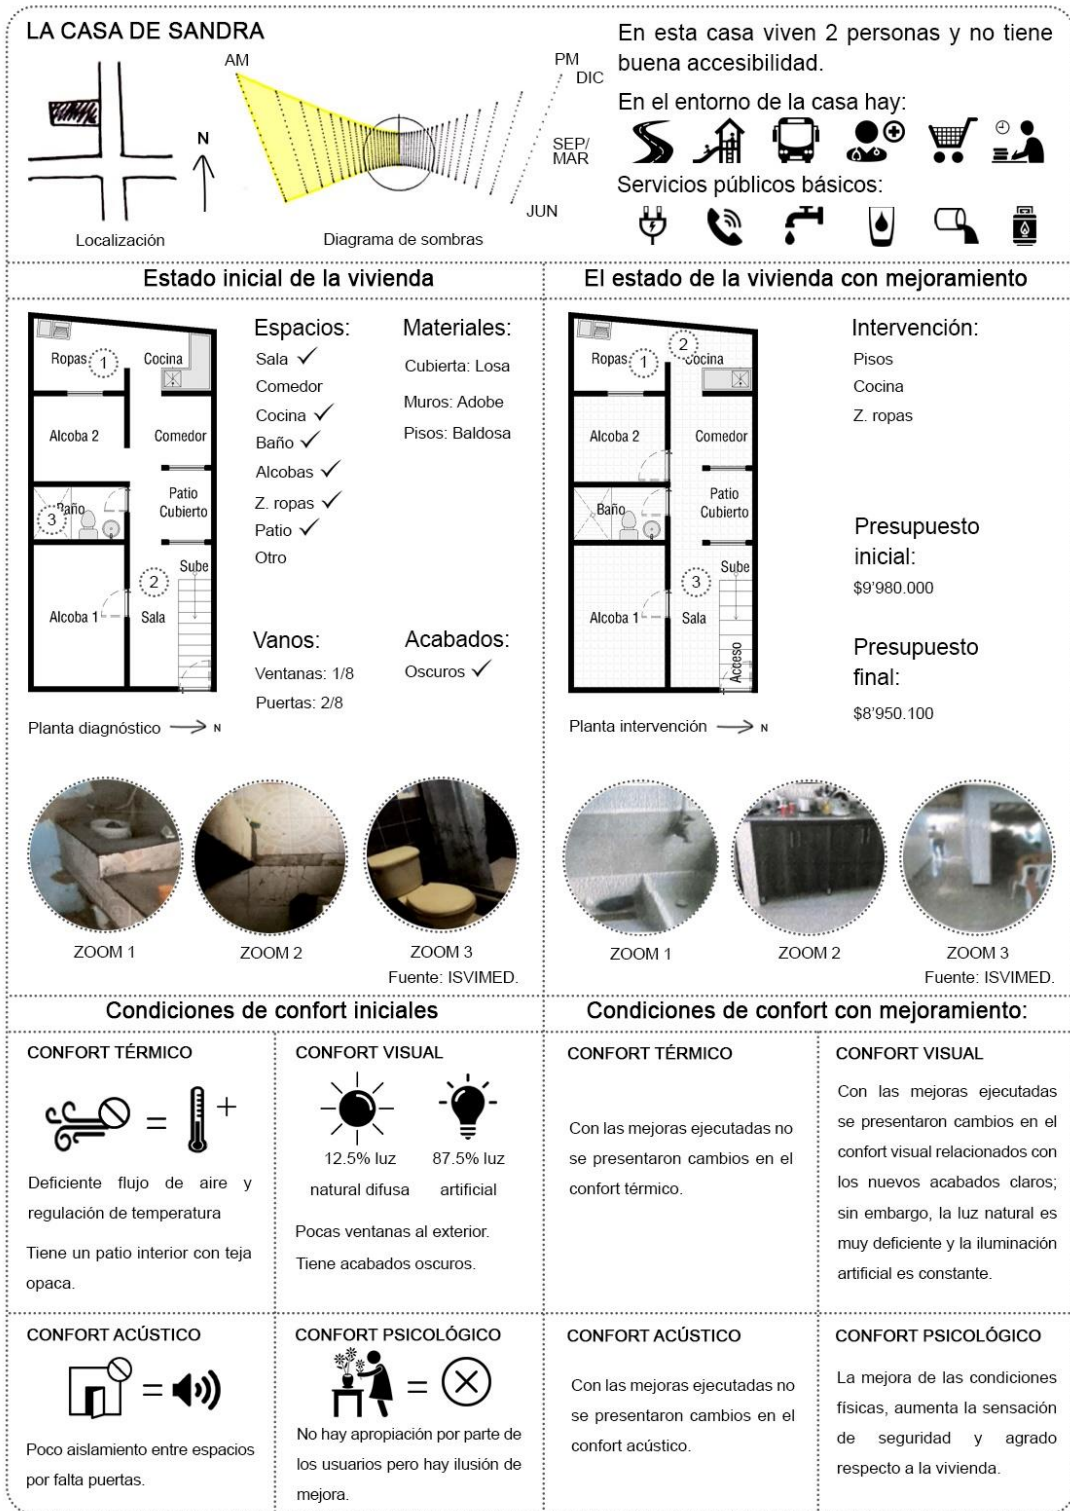 LA CASA DE SANDRA
N
Localización
AM
PM
DIC
SEP/
MAR
JUN
Diagrama de sombras
En esta casa viven 2 personas y no tiene
buena accesibilidad.
En el entorno de la casa hay:
Servicios públicos básicos:
Estado inicial de la vivienda
Ropas
1
Cocina
Alcoba 2
Comedor
Baño
3
Patio
Cubierto
2
Sube
Alcoba 1
Sala
Planta diagnóstico
N
Espacios:
Sala ✓
Comedor
Cocina ✓
Baño ✓
Alcobas ✓
Z. ropas ✓
Patio ✓
Otro
Materiales:
Cubierta: Losa
Muros: Adobe
Pisos: Baldosa
Vanos:
Ventanas: 1/8
Puertas: 2/8
Acabados:
Oscuros ✓
ZOOM 1
ZOOM 2
ZOOM 3
Fuente: ISVIMED.
El estado de la vivienda con mejoramiento
Ropas
1
2
Cocina
Alcoba 2
Comedor
Baño
Patio
Cubierto
3
Sube
Alcoba 1
Sala
Acceso
Planta intervención
N
Intervención:
Pisos
Cocina
Z. ropas
Presupuesto
inicial:
$9'980.000
Presupuesto
final:
$8'950.100
ZOOM 1
ZOOM 2
ZOOM 3
Fuente: ISVIMED.
Condiciones de confort iniciales
CONFORT TÉRMICO
= +
Deficiente flujo de aire y
regulación de temperatura
Tiene un patio interior con teja
opaca.
CONFORT VISUAL
12.5% luz
natural difusa
87.5% luz
artificial
Pocas ventanas al exterior.
Tiene acabados oscuros.
CONFORT ACÚSTICO
=
Poco aislamiento entre espacios
por falta puertas.
CONFORT PSICOLÓGICO
=
No hay apropiación por parte de
los usuarios pero hay ilusión de
mejora.
Condiciones de confort con mejoramiento:
CONFORT TÉRMICO
Con las mejoras ejecutadas no
se presentaron cambios en el
confort térmico.
CONFORT VISUAL
Con las mejoras ejecutadas
se presentaron cambios en el
confort visual relacionados con
los nuevos acabados claros;
sin embargo, la luz natural es
muy deficiente y la iluminación
artificial es constante.
CONFORT ACÚSTICO
Con las mejoras ejecutadas no
se presentaron cambios en el
confort acústico.
CONFORT PSICOLÓGICO
La mejora de las condiciones
físicas, aumenta la sensación
de seguridad y agrado
respecto a la vivienda.